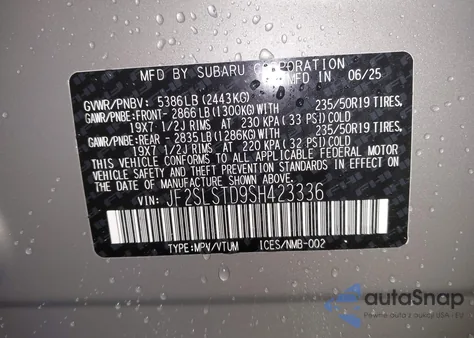 MFD BY SUBARU CORPORATION 06/25
GVWR/PNBV: 5386LB (2443KG)
GAWR/PNBE:FRONT- 2866LB (1300KG)WITH 235/50R19 TIRES,
19X7 1/2J RIMS AT 230 KPA (33 PSI) COLD
GAWR/PNBE:REAR - 2835LB (1286KG)WITH 235/50R19 TIRES,
19X7 1/2J RIMS AT 220 KPA (32 PSI) COLD
THIS VEHICLE CONFORMS TO ALL APPLICABLE FEDERAL MOTOR
VEHICLE SAFETY, BUMPER, AND THEFT PREVENTION STANDARDS IN EFFECT ON
THE DATE OF MANUFACTURE SHOWN ABOVE.
VIN: JF2SLSTD9SH423336
TYPE:MPV/VTUM ICES/NMB-002
autoSnap